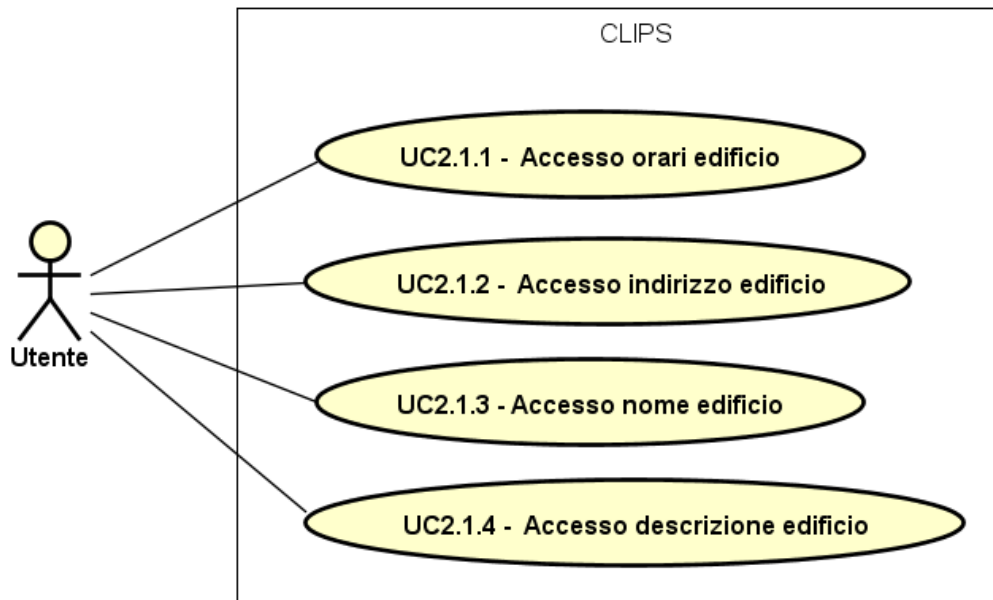 CLIPS
UC2.1.1 - Accesso orari edificio
UC2.1.2 - Accesso indirizzo edificio
Utente
UC2.1.3 - Accesso nome edificio
UC2.1.4 - Accesso descrizione edificio